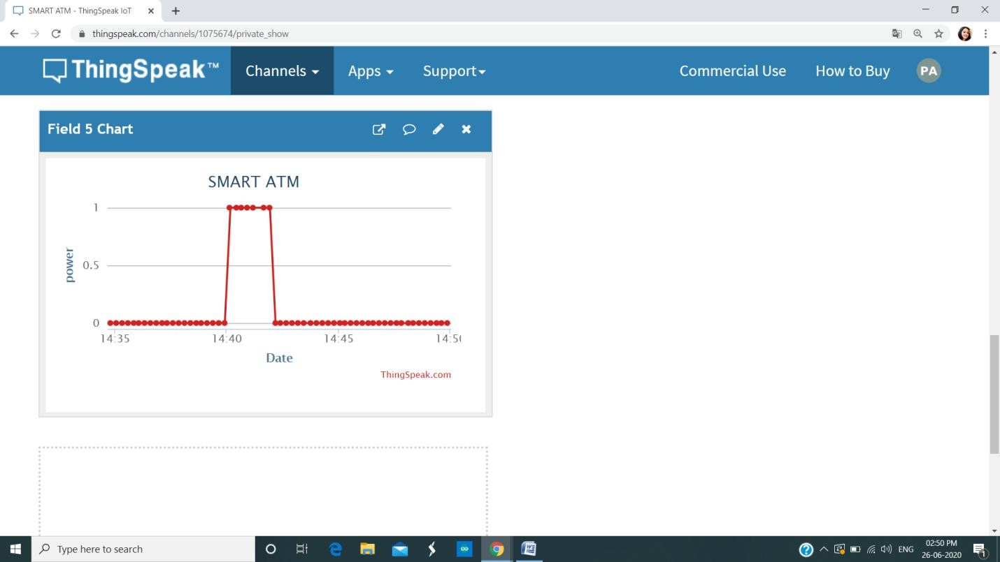 SMART ATM - ThingSpeak IoT
thingspeak.com/channels/1075674/private_show
ThingSpeak™ Channels Apps Support Commercial Use How to Buy PA
Field 5 Chart
SMART ATM
1
0.5
0
power
14:35 14:40 14:45 14:5
Date
ThingSpeak.com
Type here to search
ENG
02:50 PM
26-06-2020
1